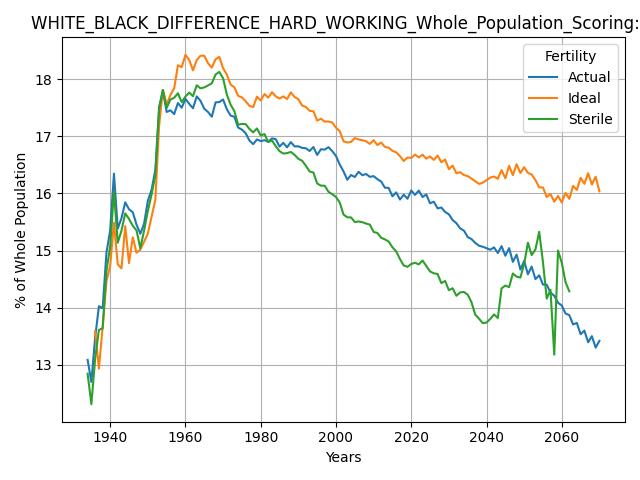 WHITE_BLACK_DIFFERENCE_HARD_WORKING_Whole_Population_Scoring:
Fertility
Actual
Ideal
Sterile
% of Whole Population
18
17
16
15
14
13
1940
1960
1980
2000
2020
2040
2060
Years